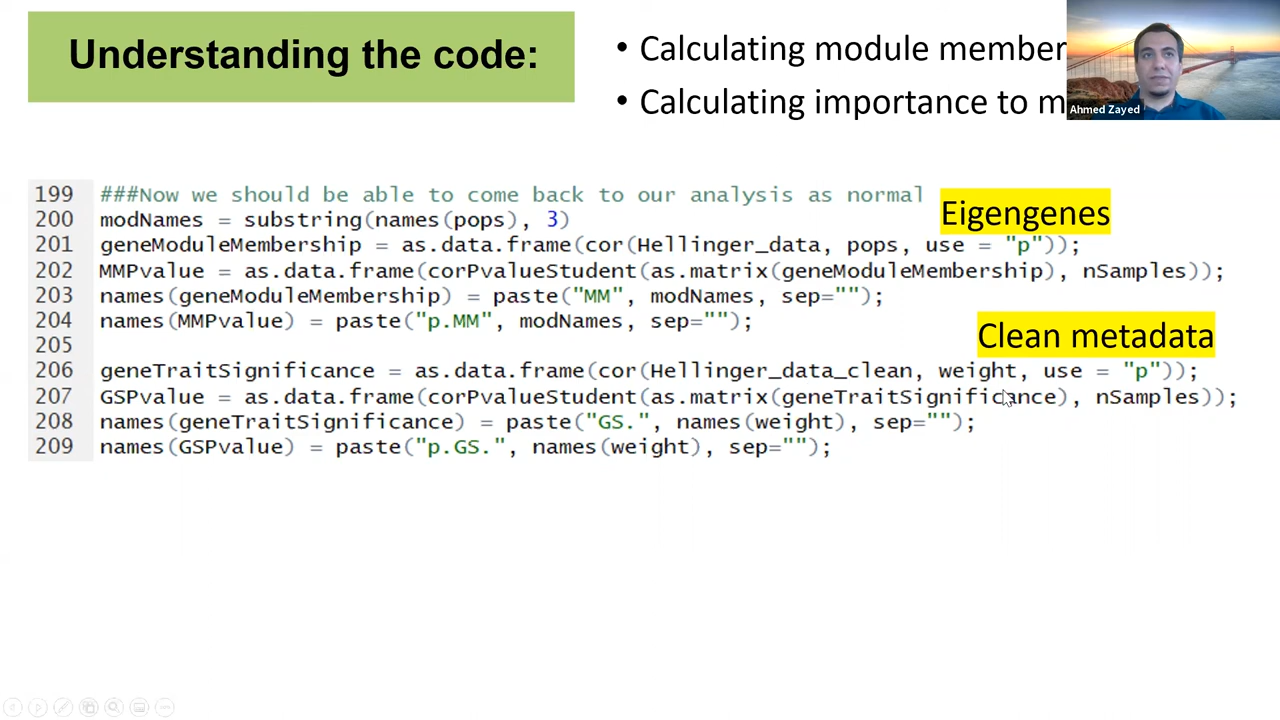 Understanding the code:
• Calculating module member
• Calculating importance to m
Ahmed Zayed
199 ###Now we should be able to come back to our analysis as normal
Eigengenes
200 modNames = substring(names(pops), 3)
201 geneModuleMembership = as.data.frame(cor(Hellinger_data, pops, use = "p"));
202 MMPvalue = as.data.frame(corPvalueStudent(as.matrix(geneModuleMembership), nSamples));
203 names(geneModuleMembership) = paste("MM", modNames, sep="");
204 names(MMPvalue) = paste("p.MM", modNames, sep="");
Clean metadata
205
206 geneTraitSignificance = as.data.frame(cor(Hellinger_data_clean, weight, use = "p"));
207 GSPvalue = as.data.frame(corPvalueStudent(as.matrix(geneTraitSignificance), nSamples));
208 names(geneTraitSignificance) = paste("GS.", names(weight), sep="");
209 names(GSPvalue) = paste("p.GS.", names(weight), sep="");